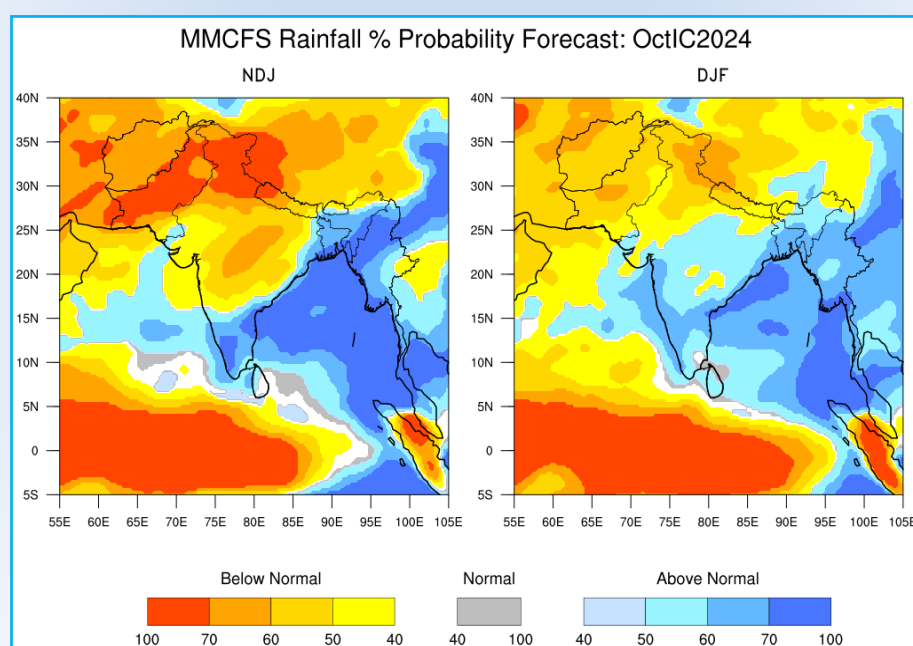 MMCFS Rainfall % Probability Forecast: OctIC2024
NDJ
DJF
40N
35N
30N
25N
20N
15N
10N
5N
0
5S
55E 60E 65E 70E 75E 80E 85E 90E 95E 100E 105E
40N
35N
30N
25N
20N
15N
10N
5N
0
5S
55E 60E 65E 70E 75E 80E 85E 90E 95E 100E 105E
Below Normal
Normal
Above Normal
100 70 60 50 40
40 100
40 50 60 70 100